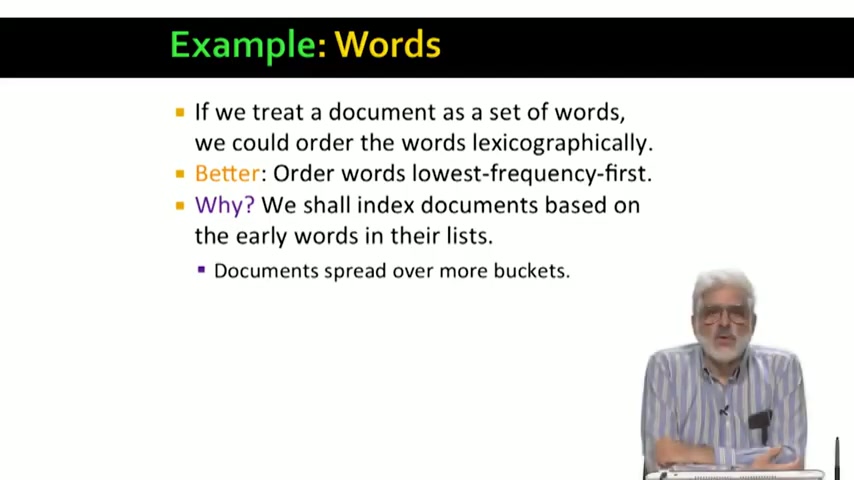 Example: Words
If we treat a document as a set of words,
we could order the words lexicographically.
Better: Order words lowest-frequency-first.
Why? We shall index documents based on
the early words in their lists.
Documents spread over more buckets.